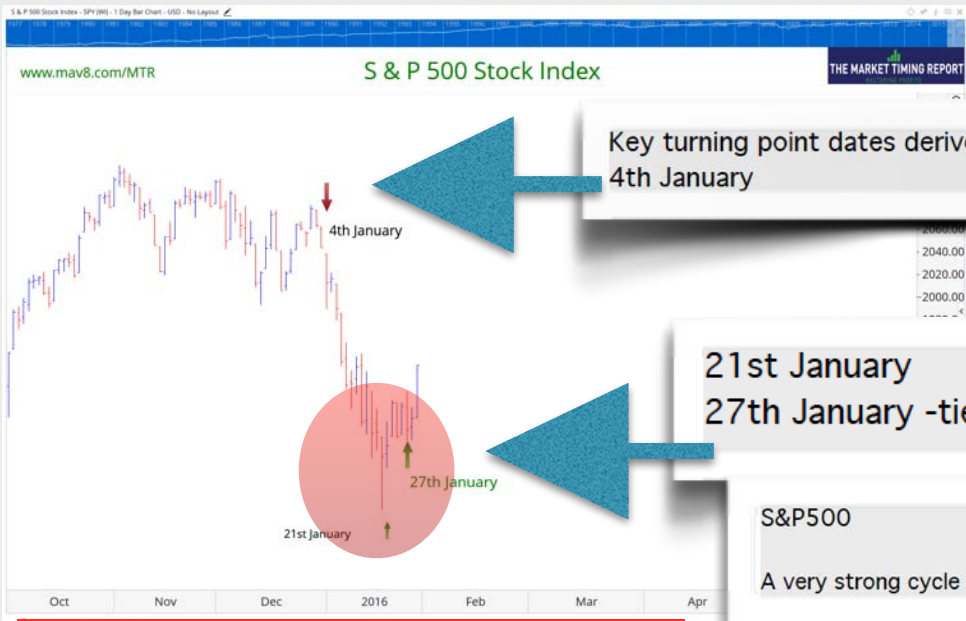 S & P 500 Stock Index - SPY (WI) - 1 Day Bar Chart - USD - No Layout
www.mav8.com/MTR
S & P 500 Stock Index
THE MARKET TIMING REPORT
Key turning point dates
4th January
4th January
2060.00
2040.00
2020.00
2000.00
21st January
27th January
27th January
21st January
S&P500
A very strong cycle
Oct Nov Dec 2016 Feb Mar Apr